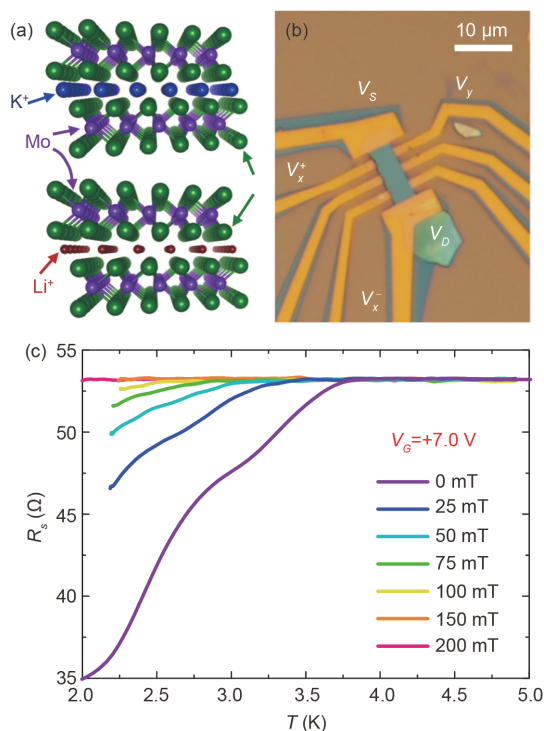 (a)
K⁺
Mo
Li⁺
(b)
10 μm
V_S
V_y
V_x⁺
V_D
V_x⁻
(c)
55
50
45
40
35
R_s (Ω)
V_G=+7.0 V
0 mT
25 mT
50 mT
75 mT
100 mT
150 mT
200 mT
2.0 2.5 3.0 3.5 4.0 4.5 5.0
T (K)